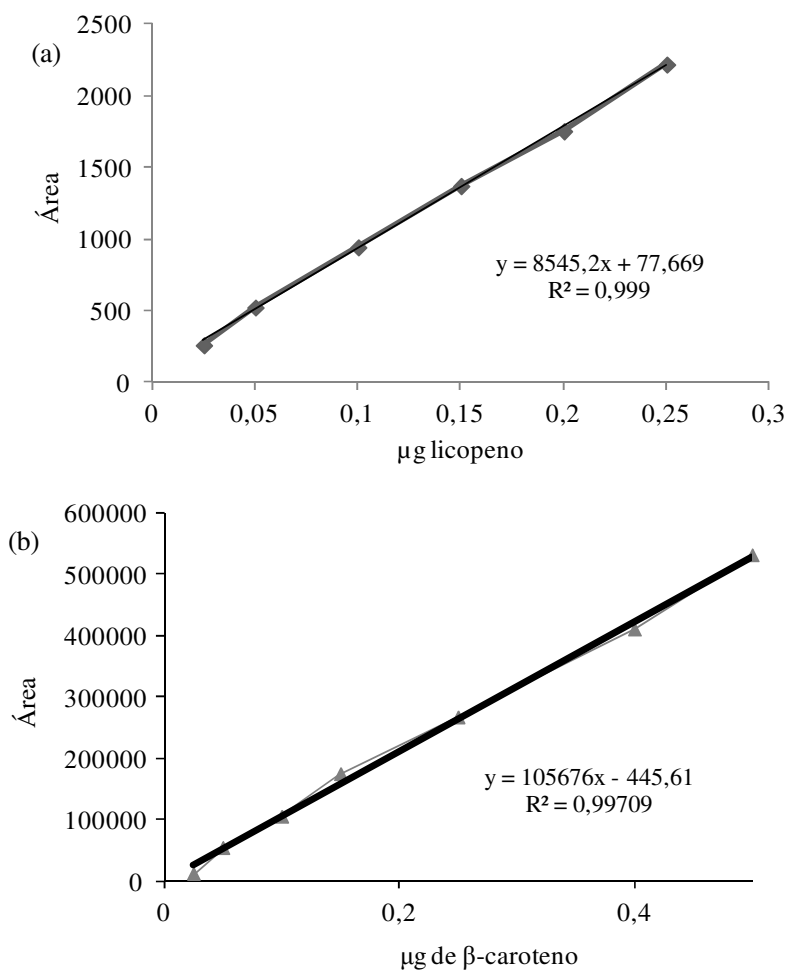 (a)
2500
2000
1500
1000
500
0
Área
y = 8545,2x + 77,669
R² = 0,999
0 0,05 0,1 0,15 0,2 0,25 0,3
µg licopeno
(b)
600000
500000
400000
300000
200000
100000
0
Área
y = 105676x - 445,61
R² = 0,99709
0 0,2 0,4
µg de β-caroteno